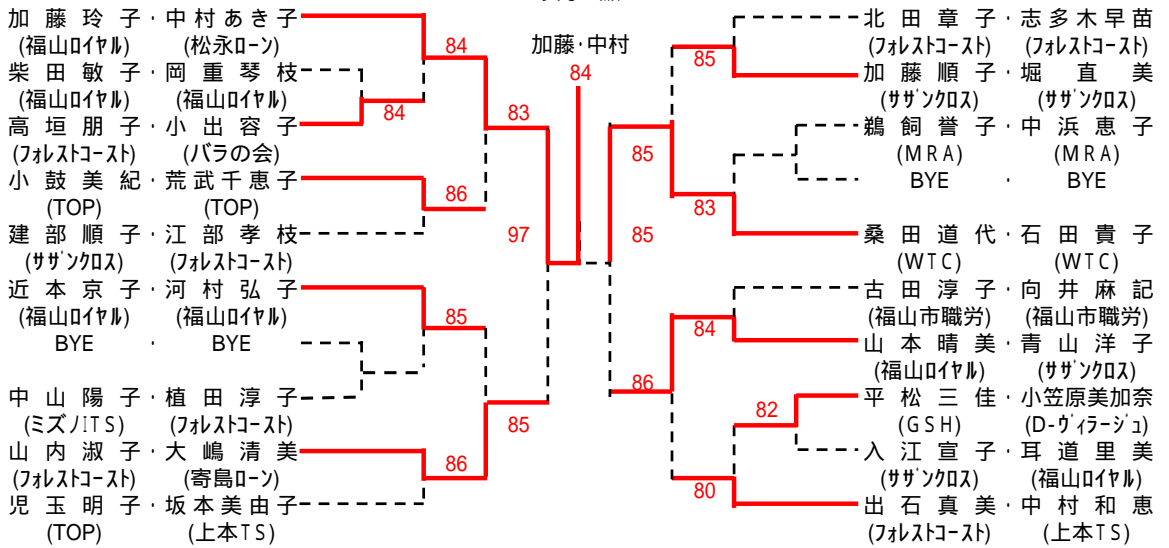 加藤玲子・中村あき子
(福山ロイヤル) (松永ローン)
柴田敏子・岡重琴枝
(福山ロイヤル) (福山ロイヤル)
高垣朋子・小出容子
(フォレストコースト) (バラの会)
小鼓美紀・荒武千恵子
(TOP) (TOP)
建部順子・江部孝枝
(サザンクロス) (フォレストコースト)
近本京子・河村弘子
(福山ロイヤル) (福山ロイヤル)
BYE ・ BYE
中山陽子・植田淳子
(ミズノITS) (フォレストコースト)
山内淑子・大嶋清美
(フォレストコースト) (寄島ローン)
児玉明子・坂本美由子
(TOP) (上本TS)
84
84
86
85
86
83
85
97
加藤・中村
84
85
85
86
85
83
84
80
82
北田章子・志多木早苗
(フォレストコースト) (フォレストコースト)
加藤順子・堀直美
(サザンクロス) (サザンクロス)
鵜飼誉子・中浜恵子
(MRA) (MRA)
BYE ・ BYE
桑田道代・石田貴子
(WTC) (WTC)
古田淳子・向井麻記
(福山市職労) (福山市職労)
山本晴美・青山洋子
(福山ロイヤル) (サザンクロス)
平松三佳・小笠原美加奈
(GSH) (D-ヴィラージュ)
入江宣子・耳道里美
(サザンクロス) (福山ロイヤル)
出石真美・中村和恵
(フォレストコースト) (上本TS)